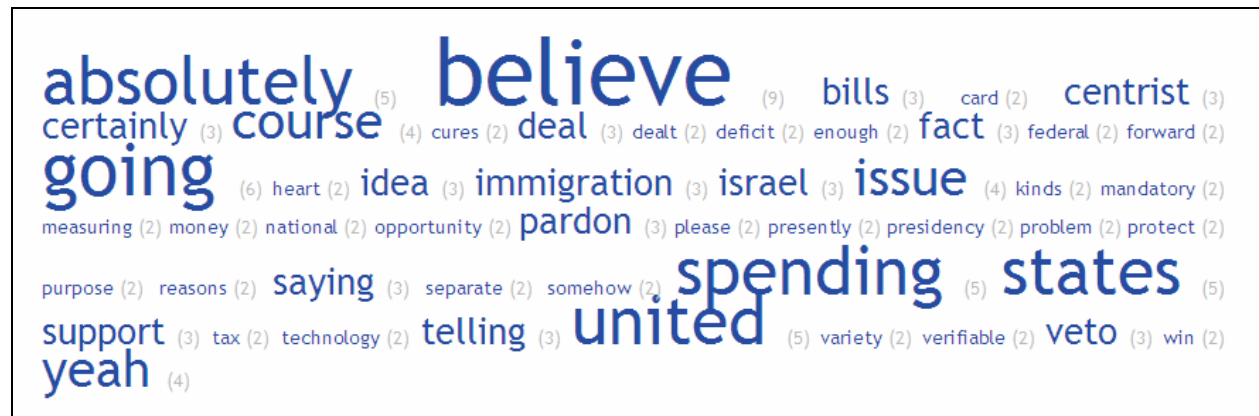 absolutely (5) believe (9) bills (3) card (2) centrist (3)
certainly (3) course (4) cures (2) deal (3) dealt (2) deficit (2) enough (2) fact (3) federal (2) forward (2)
going (6) heart (2) idea (3) immigration (3) israel (3) issue (4) kinds (2) mandatory (2)
measuring (2) money (2) national (2) opportunity (2) pardon (3) please (2) presently (2) presidency (2) problem (2) protect (2)
purpose (2) reasons (2) saying (3) separate (2) somehow (2) spending (5) states (5)
support (3) tax (2) technology (2) telling (3) united (5) variety (2) verifiable (2) veto (3) win (2)
yeah (4)